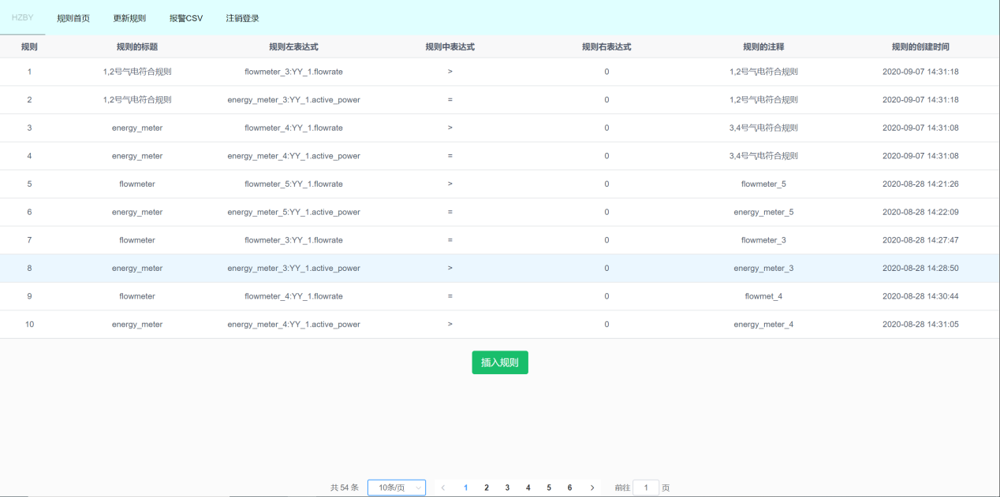 HZBY 规则首页 更新规则 报警CSV 注销登录
规则 规则的标题 规则左表达式 规则中表达式 规则右表达式 规则的注释 规则的创建时间
1 1,2号气电符合规则 flowmeter_3:YY_1.flowrate > 0 1,2号气电符合规则 2020-09-07 14:31:18
2 1,2号气电符合规则 energy_meter_3:YY_1.active_power = 0 1,2号气电符合规则 2020-09-07 14:31:18
3 energy_meter flowmeter_4:YY_1.flowrate > 0 3,4号气电符合规则 2020-09-07 14:31:08
4 energy_meter energy_meter_4:YY_1.active_power = 0 3,4号气电符合规则 2020-09-07 14:31:08
5 flowmeter flowmeter_5:YY_1.flowrate > 0 flowmeter_5 2020-08-28 14:21:26
6 energy_meter energy_meter_5:YY_1.active_power = 0 energy_meter_5 2020-08-28 14:22:09
7 flowmeter flowmeter_3:YY_1.flowrate = 0 flowmeter_3 2020-08-28 14:27:47
8 energy_meter energy_meter_3:YY_1.active_power > 0 energy_meter_3 2020-08-28 14:28:50
9 flowmeter flowmeter_4:YY_1.flowrate = 0 flowmet_4 2020-08-28 14:30:44
10 energy_meter energy_meter_4:YY_1.active_power > 0 energy_meter_4 2020-08-28 14:31:05
插入规则
共 54 条 10条/页 1 2 3 4 5 6 前往 1 页